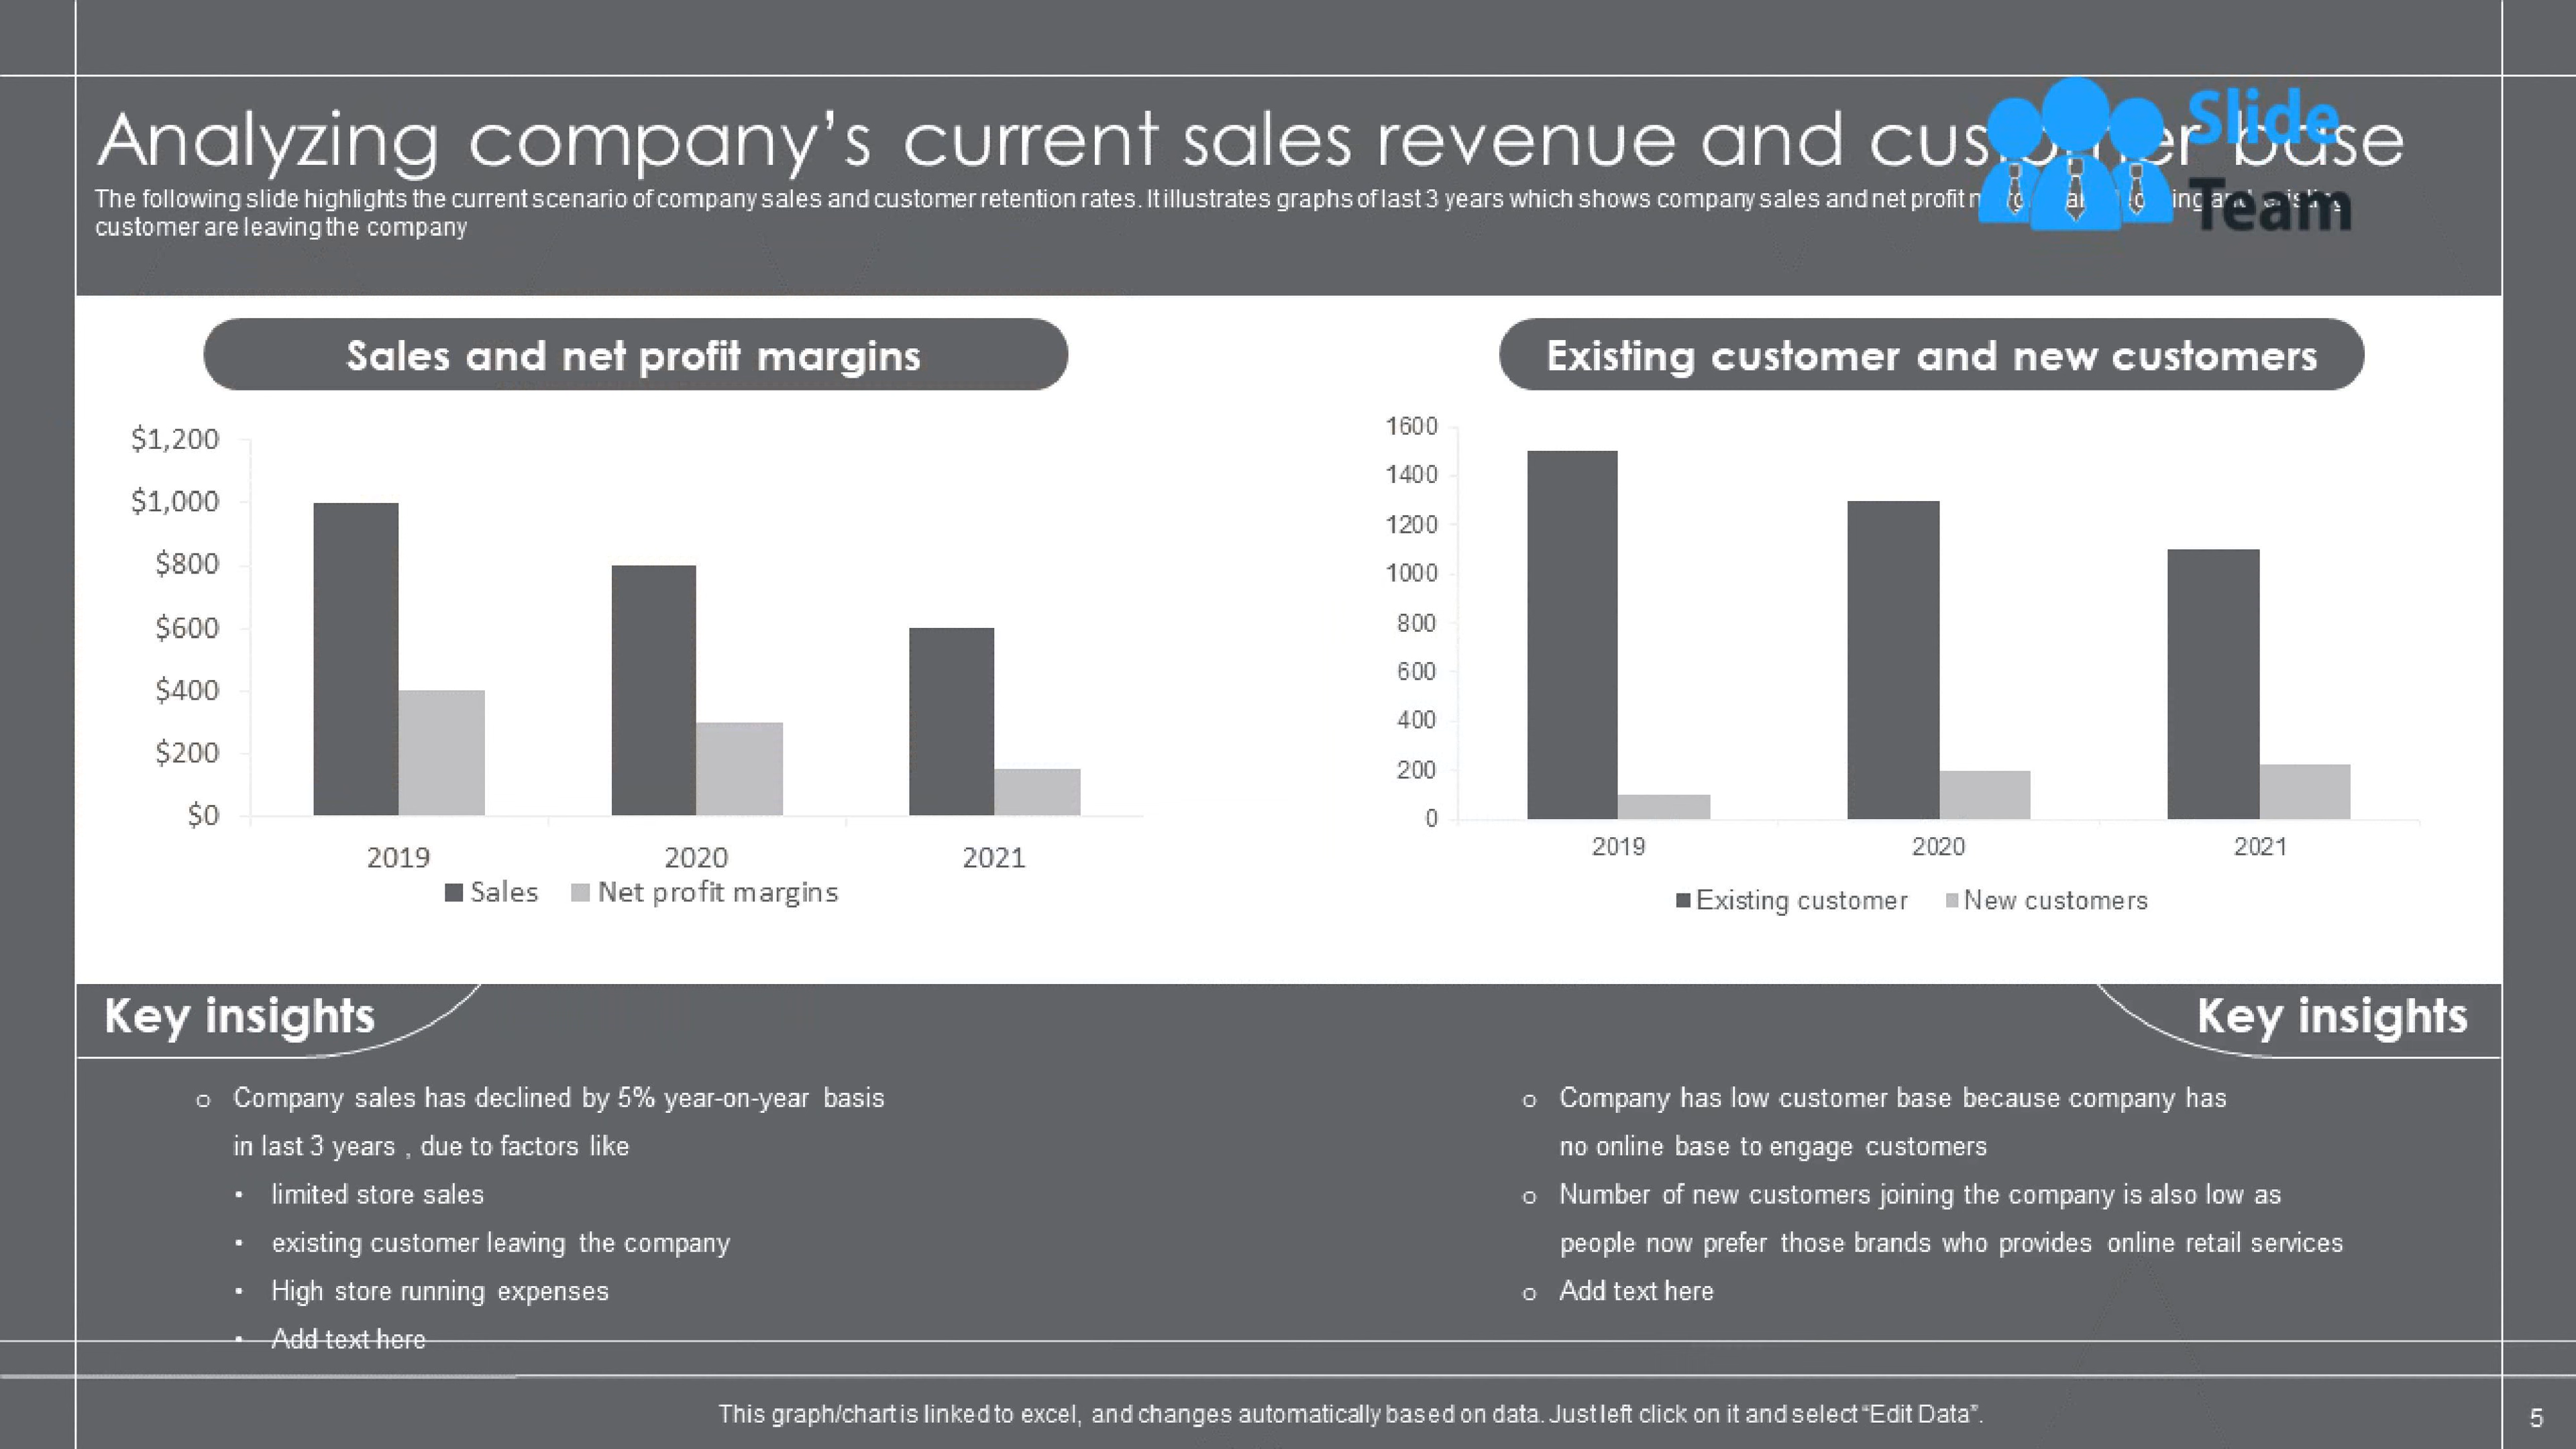 Analyzing company's current sales revenue and customer base
Slide
Team
The following slide highlights the current scenario of company sales and customer retention rates. It illustrates graphs of last 3 years which shows company sales and net profit
customer are leaving the company
Sales and net profit margins
$1,200
$1,000
$800
$600
$400
$200
$0
2019 2020 2021
Sales Net profit margins
Existing customer and new customers
1600
1400
1200
1000
800
600
400
200
0
2019 2020 2021
Existing customer New customers
Key insights
o Company sales has declined by 5% year-on-year basis
in last 3 years , due to factors like
• limited store sales
• existing customer leaving the company
• High store running expenses
• Add text here
Key insights
o Company has low customer base because company has
no online base to engage customers
o Number of new customers joining the company is also low as
people now prefer those brands who provides online retail services
o Add text here
This graph/chart is linked to excel, and changes automatically based on data. Just left click on it and select “Edit Data”.
5